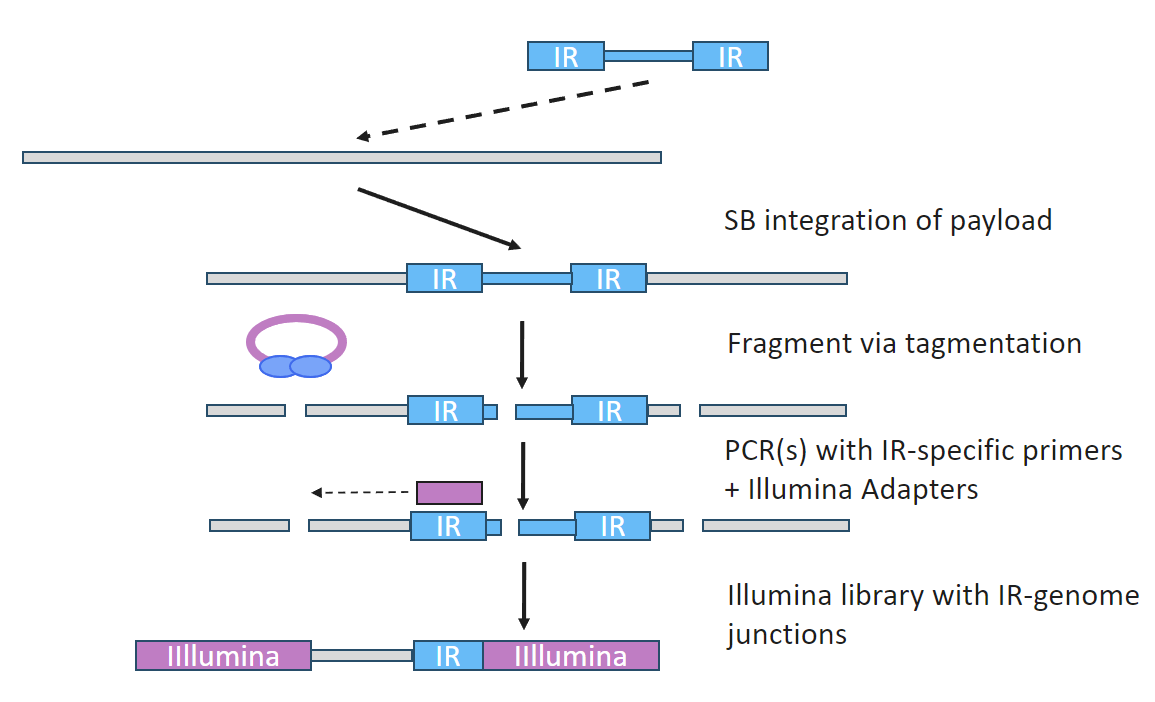 IR IR
SB integration of payload
IR IR
Fragment via tagmentation
IR IR
PCR(s) with IR-specific primers
+ Illumina Adapters
IR IR
Illumina library with IR-genome
junctions
IIllumina IR IIllumina